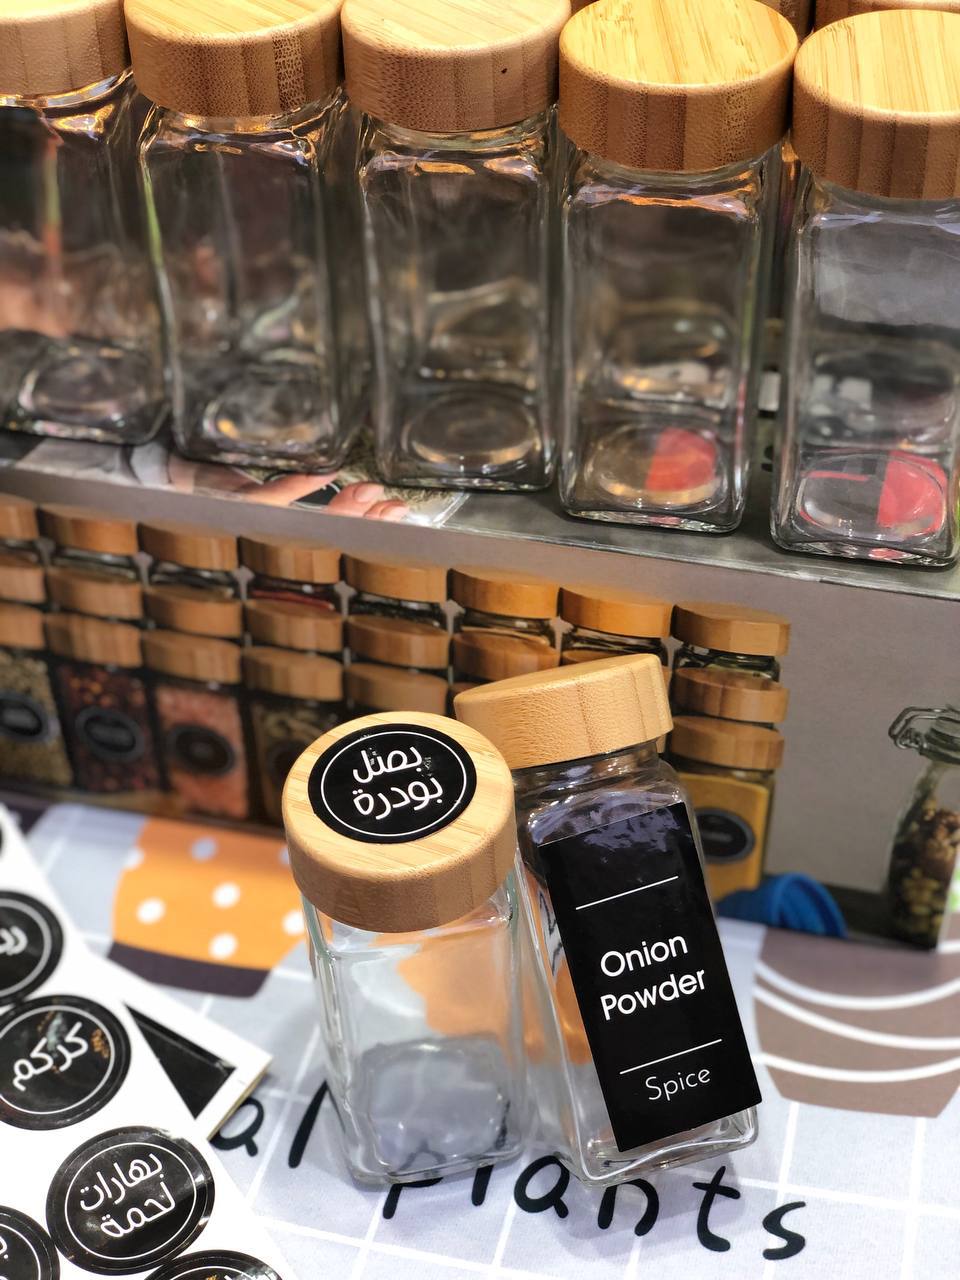 بصل
بودرة
Onion
Powder
Spice
كركم
بهارات
لحمة
Plants